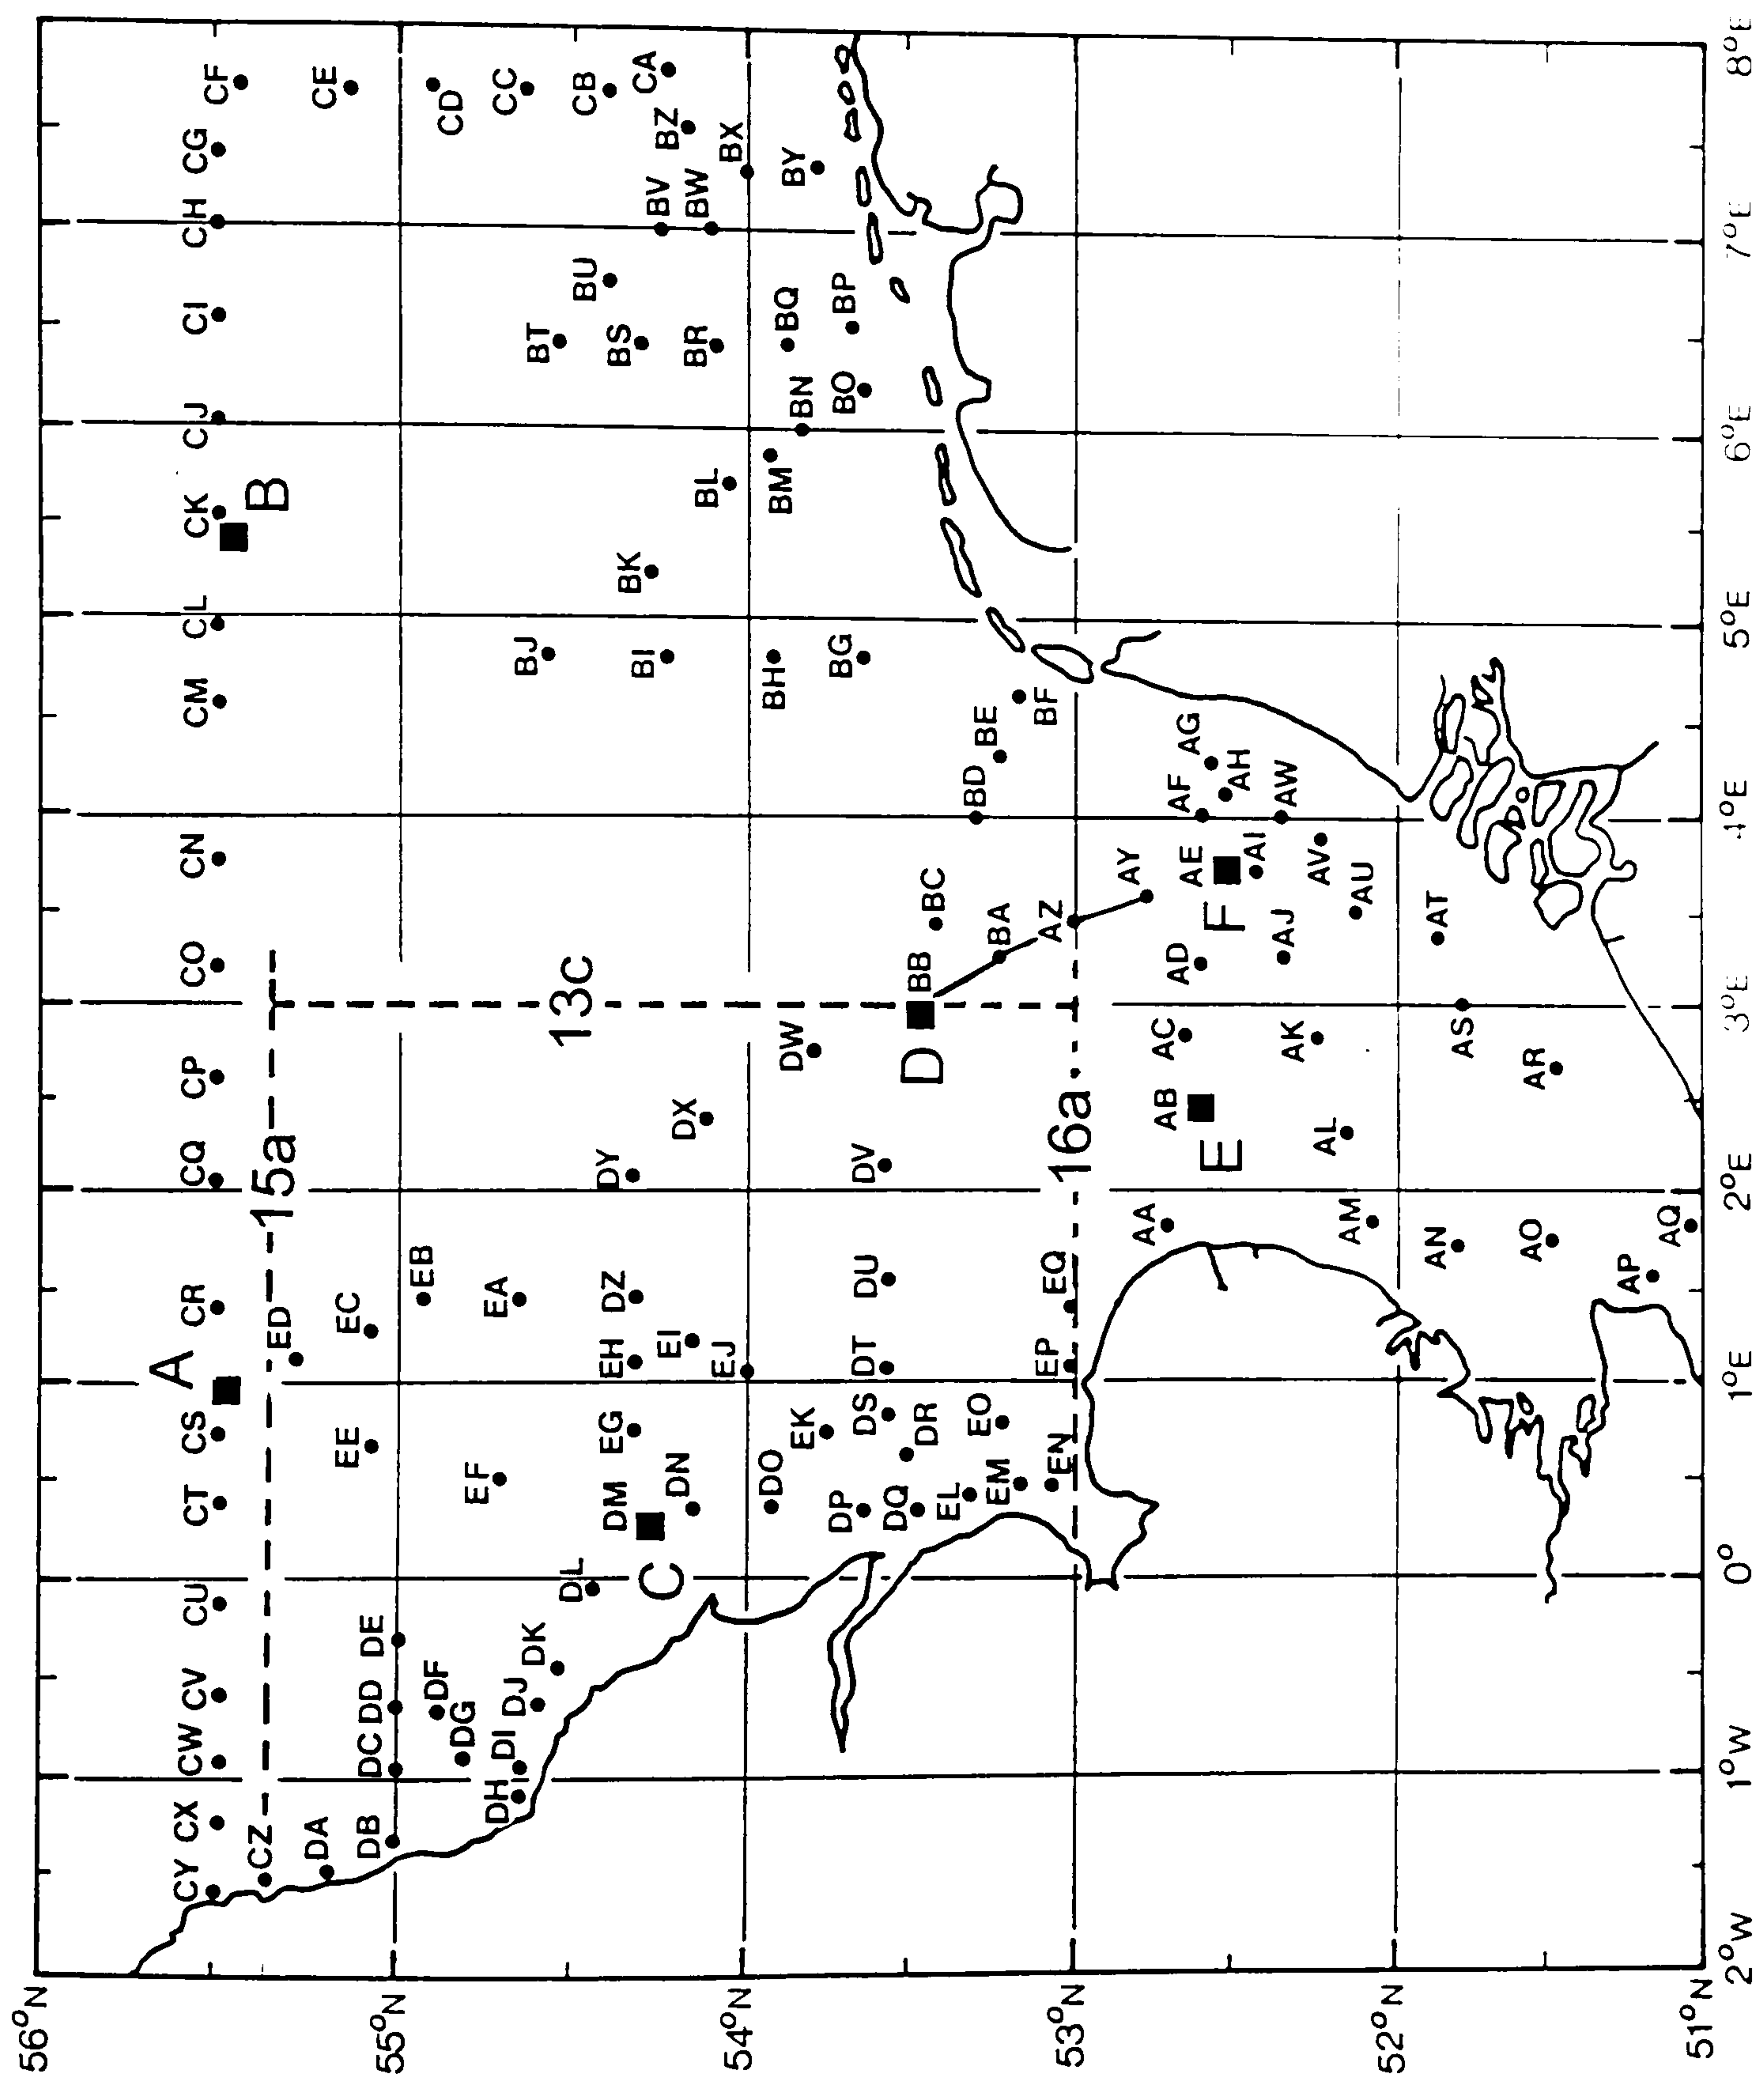 56°N
A
CY CX CW CV CU CT CS CR CQ CP CO CN CM CL CK CJ CI CH CG CF
B
CZ 15a
ED
DA EE EC CE
55°N
DB DC DD DE EB CD
DF
DG EF EA
DH DI DJ DK BT CC
DL BJ BU CB
DM EG EH DZ DY 13c BI BK BS BV CA
C
DN EI DX BL BR BW BZ
54°N
EJ BX
DO BH BM BN BQ BY
EK DW
DP DS DT DU DV BG BO BP
DQ DR D BB BC
EL EO BD
EM BA BE
EN BF
53°N
EP EQ 16a AZ
AA AY
AB AC AD AE AF AG
E F AH
AI
AK AJ AW
AL AV
AM AU
52°N
AN AT
AS
AO AR
AP
AQ
51°N
2°W 1°W 0° 1°E 2°E 3°E 4°E 5°E 6°E 7°E 8°E